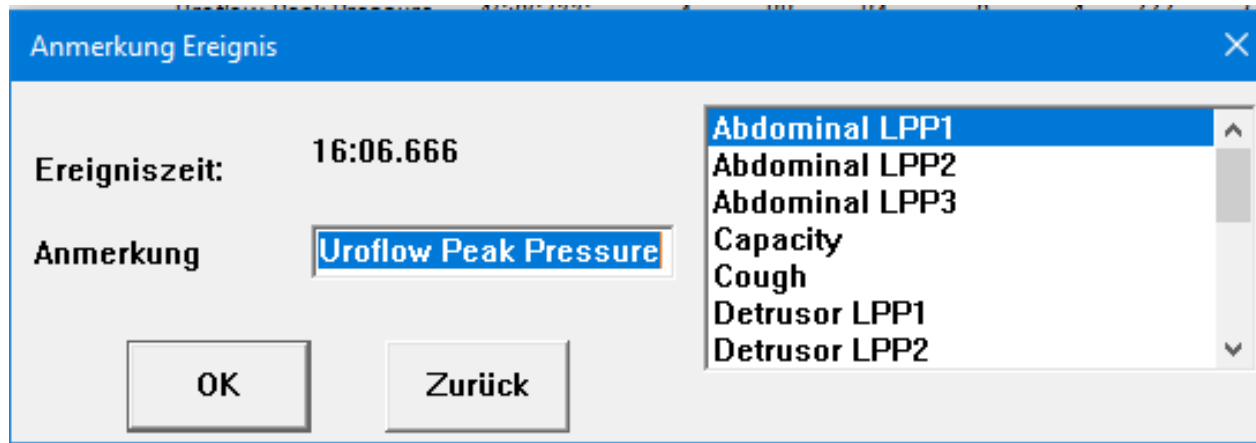 Anmerkung Ereignis
Ereigniszeit:
16:06.666
Anmerkung
Uroflow Peak Pressure
OK
Zurück
Abdominal LPP1
Abdominal LPP2
Abdominal LPP3
Capacity
Cough
Detrusor LPP1
Detrusor LPP2